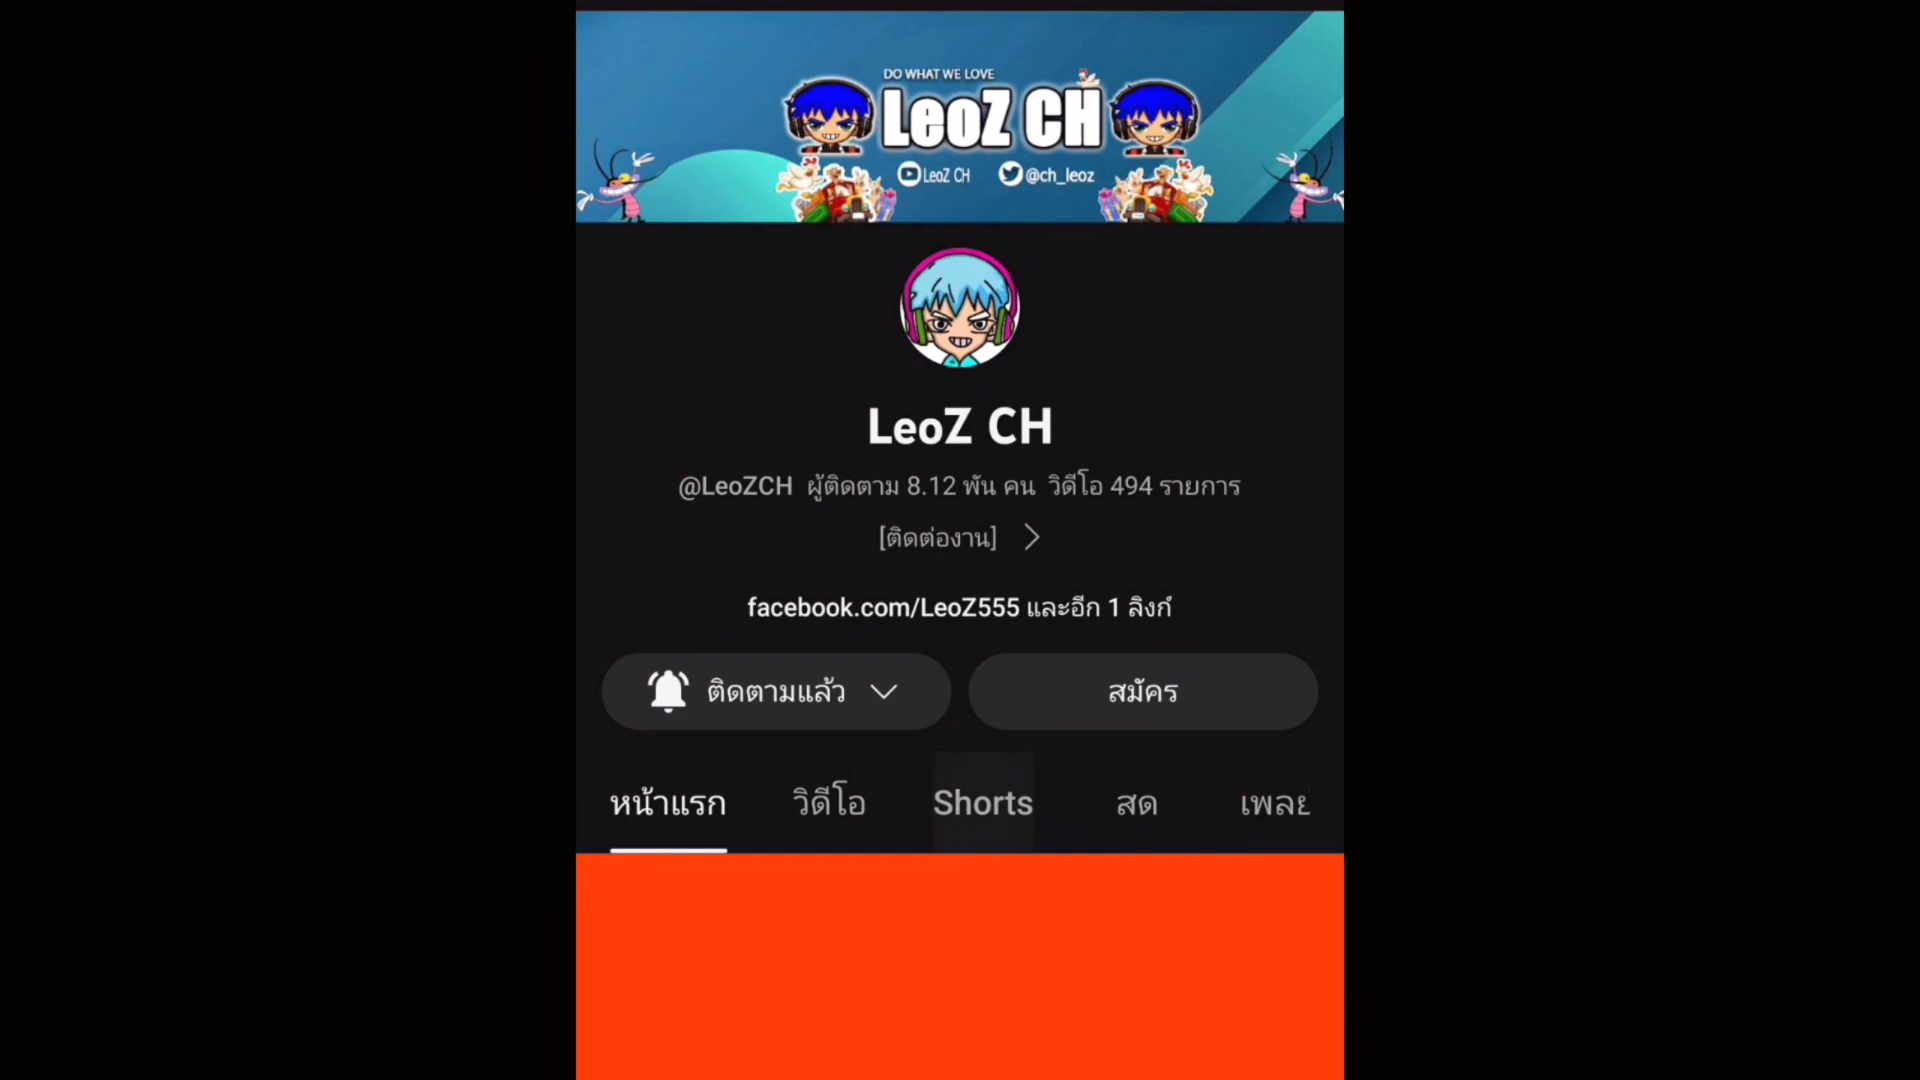 DO WHAT WE LOVE
LeoZ CH
LeoZ CH @ch_leoz
LeoZ CH
@LeoZCH ผู้ติดตาม 8.12 พัน คน วิดีโอ 494 รายการ
[ติดต่องาน]
facebook.com/LeoZ555 และอีก 1 ลิงก์
ติดตามแล้ว สมัคร
หน้าแรก วิดีโอ Shorts สด เพลย